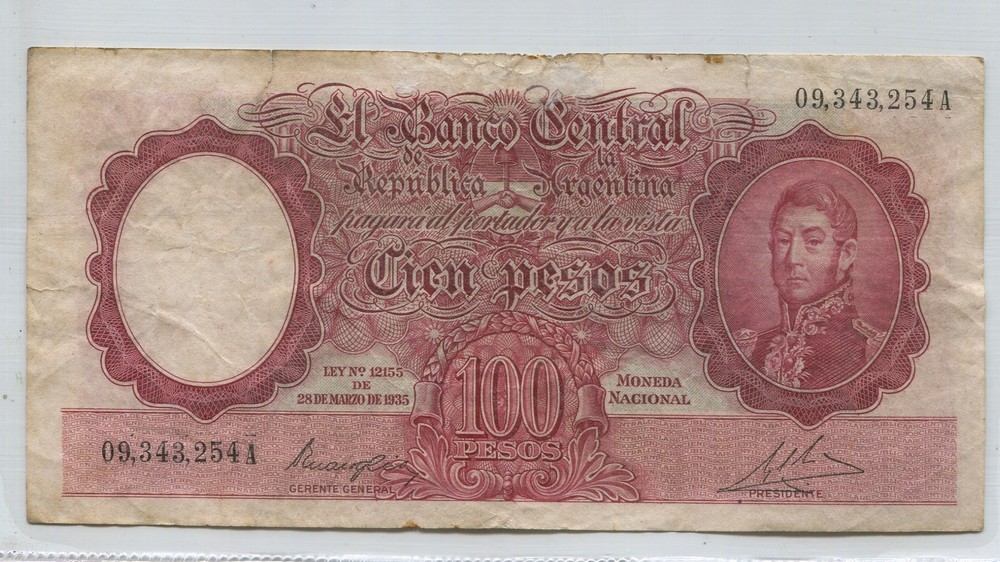 09,343,254A
El Banco Central
de la
República Argentina
pagará al portador y a la vista
Cien pesos
LEY Nº 12155
DE
28 DE MARZO DE 1935
100
PESOS
MONEDA
NACIONAL
09,343,254A
GERENTE GENERAL
PRESIDENTE